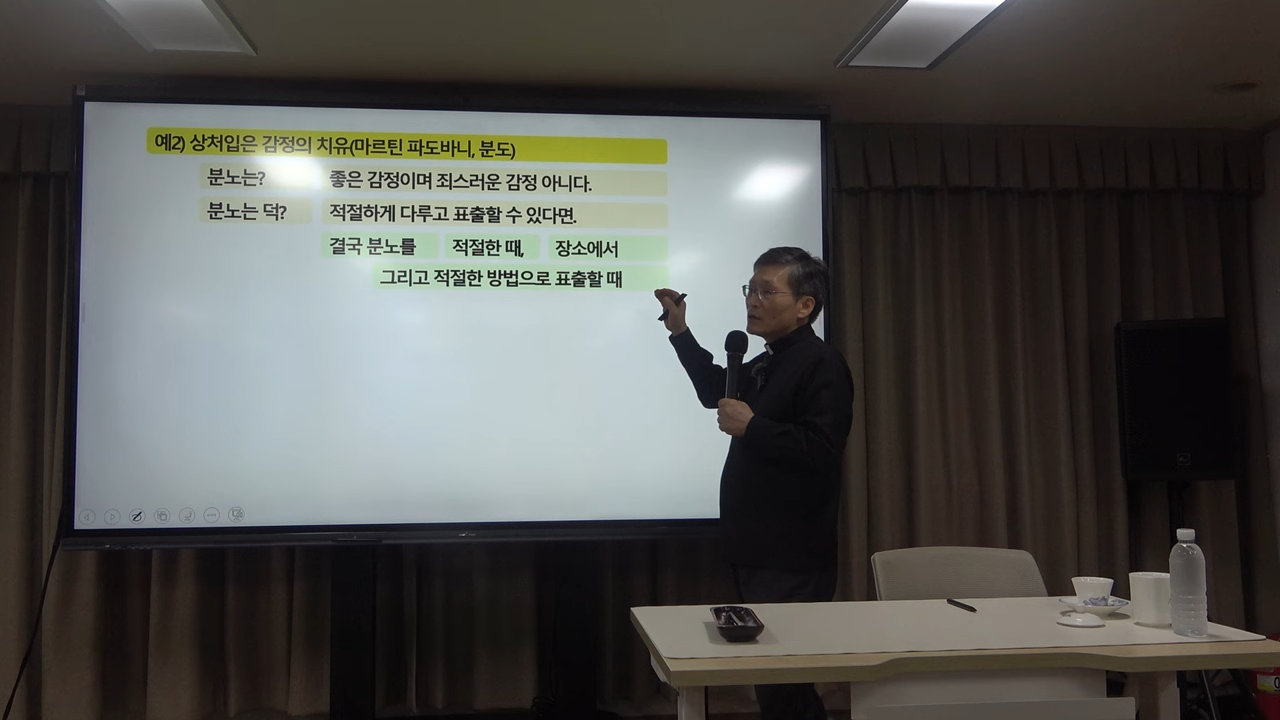 예2) 상처입은 감정의 치유(마르틴 파도바니, 분도)
분노는? 좋은 감정이며 죄스러운 감정 아니다.
분노는 덕? 적절하게 다루고 표출할 수 있다면.
결국 분노를 적절한 때, 장소에서
그리고 적절한 방법으로 표출할 때